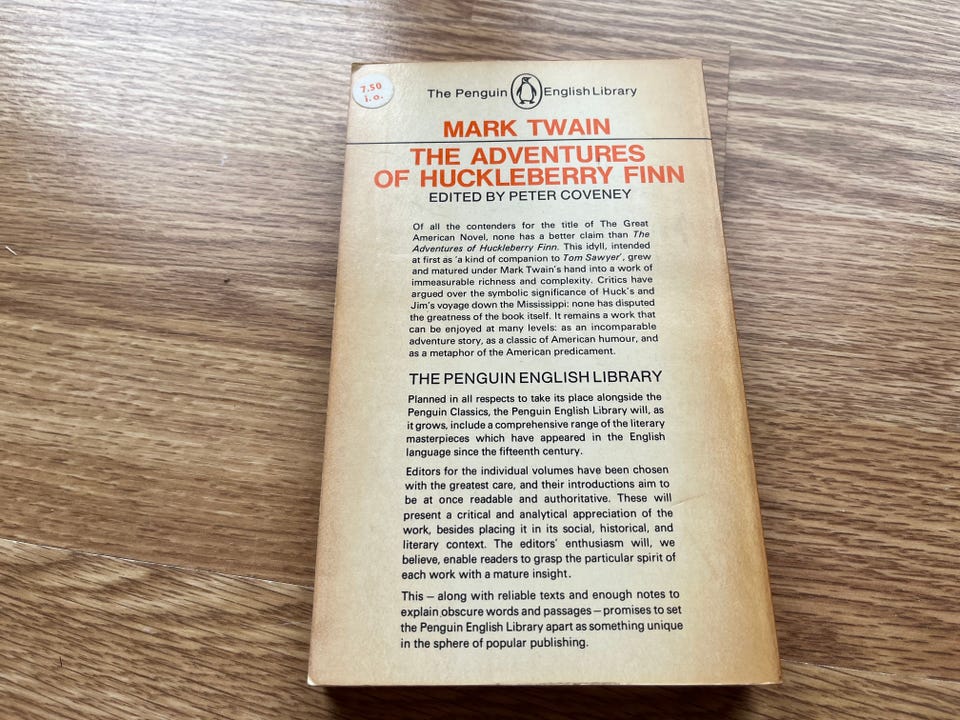 7.50
i.o.
The Penguin English Library
MARK TWAIN
THE ADVENTURES
OF HUCKLEBERRY FINN
EDITED BY PETER COVENEY
Of all the contenders for the title of The Great
American Novel, none has a better claim than The
Adventures of Huckleberry Finn. This idyll, intended
at first as 'a kind of companion to Tom Sawyer', grew
and matured under Mark Twain's hand into a work of
immeasurable richness and complexity. Critics have
argued over the symbolic significance of Huck's and
Jim's voyage down the Mississippi: none has disputed
the greatness of the book itself. It remains a work that
can be enjoyed at many levels: as an incomparable
adventure story, as a classic of American humour, and
as a metaphor of the American predicament.
THE PENGUIN ENGLISH LIBRARY
Planned in all respects to take its place alongside the
Penguin Classics, the Penguin English Library will, as
it grows, include a comprehensive range of the literary
masterpieces which have appeared in the English
language since the fifteenth century.
Editors for the individual volumes have been chosen
with the greatest care, and their introductions aim to
be at once readable and authoritative. These will
present a critical and analytical appreciation of the
work, besides placing it in its social, historical, and
literary context. The editors' enthusiasm will, we
believe, enable readers to grasp the particular spirit of
each work with a mature insight.
This – along with reliable texts and enough notes to
explain obscure words and passages – promises to set
the Penguin English Library apart as something unique
in the sphere of popular publishing.